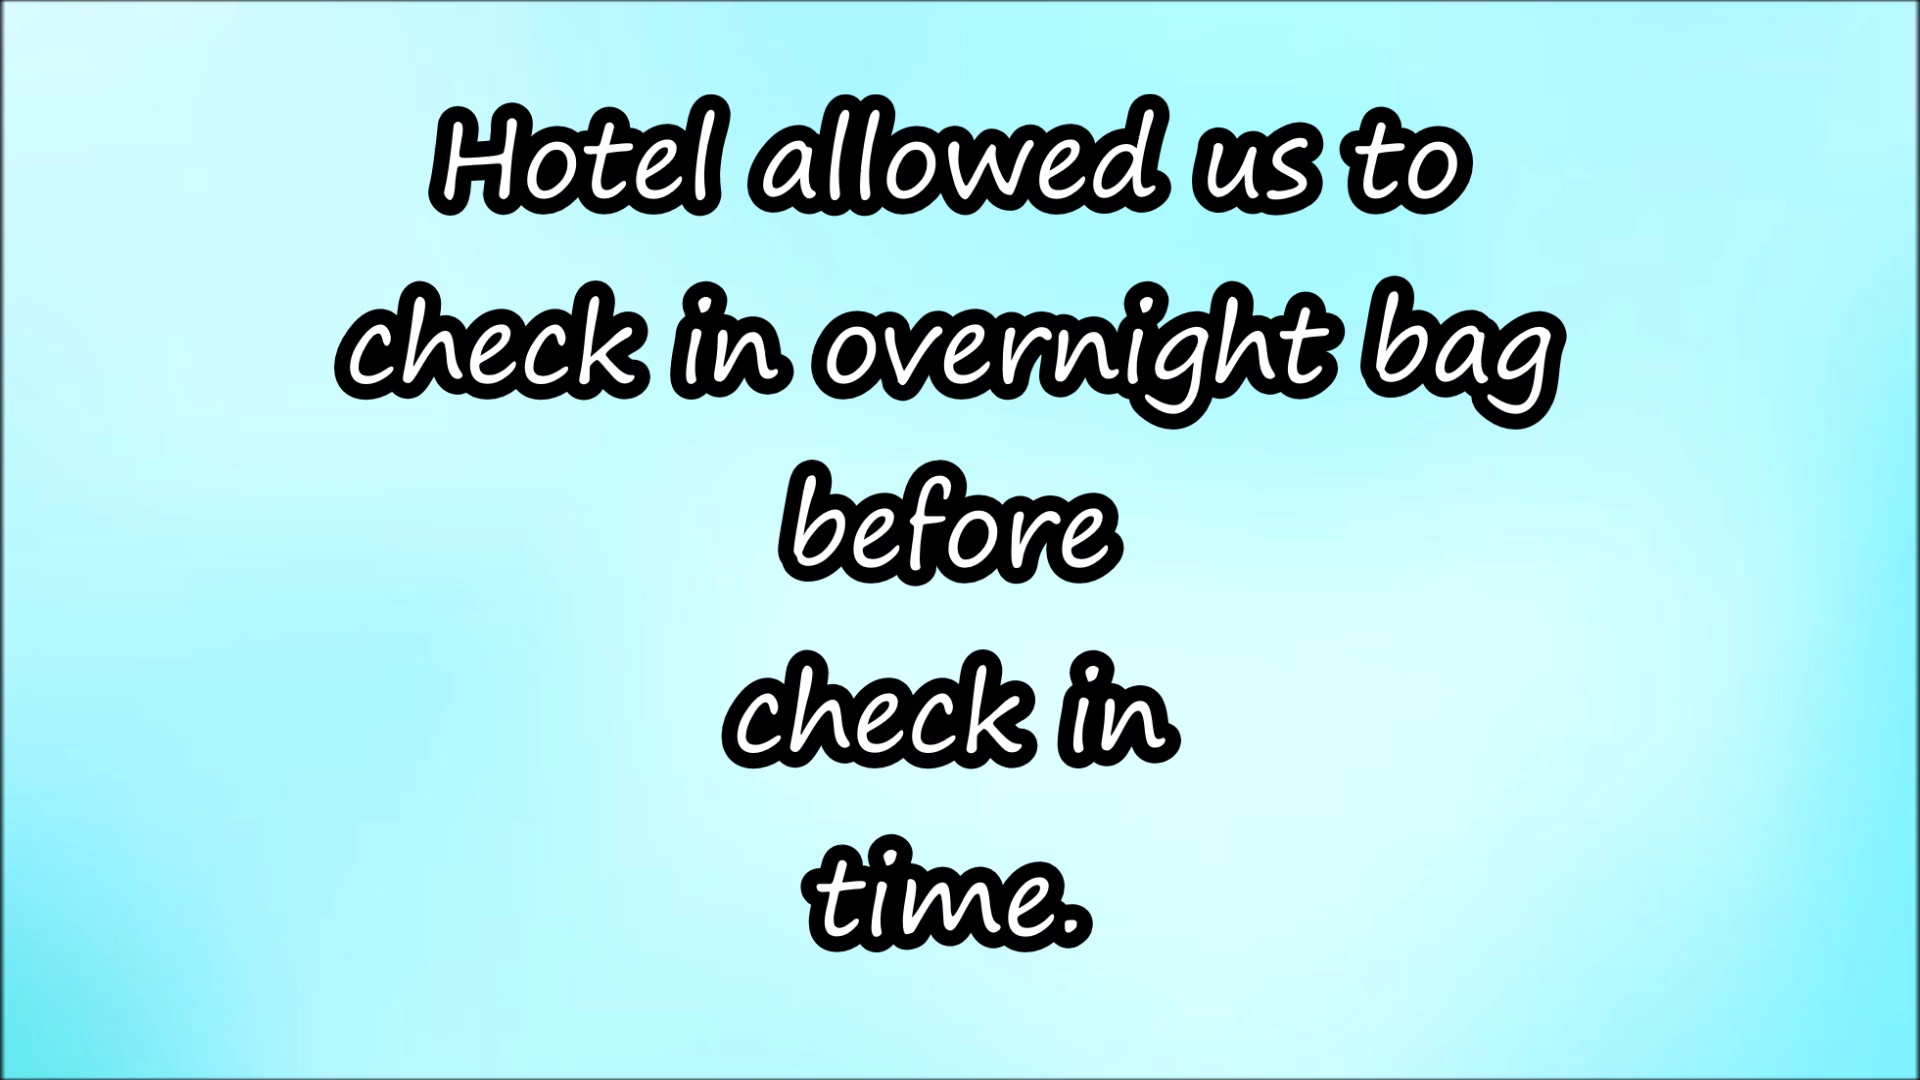 Hotel allowed us to
check in overnight bag
before
check in
time.